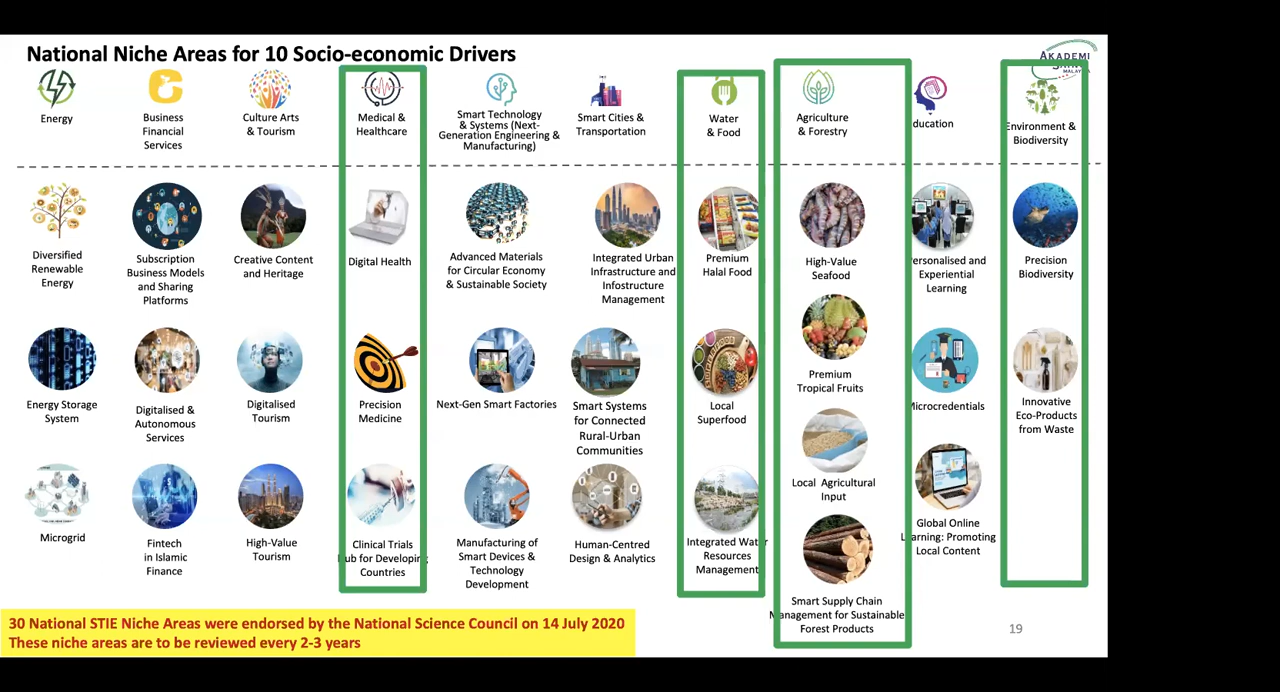 National Niche Areas for 10 Socio-economic Drivers
AKADEMI
MALAYSIA
Energy
Business
Financial
Services
Culture Arts
& Tourism
Medical &
Healthcare
Smart Technology
& Systems (Next-
Generation Engineering &
Manufacturing)
Smart Cities &
Transportation
Water
& Food
Agriculture
& Forestry
ducation
Environment &
Biodiversity
Diversified
Renewable
Energy
Subscription
Business Models
and Sharing
Platforms
Creative Content
and Heritage
Digital Health
Advanced Materials
for Circular Economy
& Sustainable Society
Integrated Urban
Infrastructure and
Infostructure
Management
Premium
Halal Food
High-Value
Seafood
Premium
Tropical Fruits
ersonalised and
Experiential
Learning
Precision
Biodiversity
Energy Storage
System
Digitalised &
Autonomous
Services
Digitalised
Tourism
Precision
Medicine
Next-Gen Smart Factories
Smart Systems
for Connected
Rural-Urban
Communities
Local
Superfood
Local Agricultural
Input
Microcredentials
Innovative
Eco-Products
from Waste
Microgrid
Fintech
in Islamic
Finance
High-Value
Tourism
Clinical Trials
Hub for Developing
Countries
Manufacturing of
Smart Devices &
Technology
Development
Human-Centred
Design & Analytics
Integrated Water
Resources
Management
Smart Supply Chain
Management for Sustainable
Forest Products
Global Online
Learning: Promoting
Local Content
30 National STIE Niche Areas were endorsed by the National Science Council on 14 July 2020
These niche areas are to be reviewed every 2-3 years
19